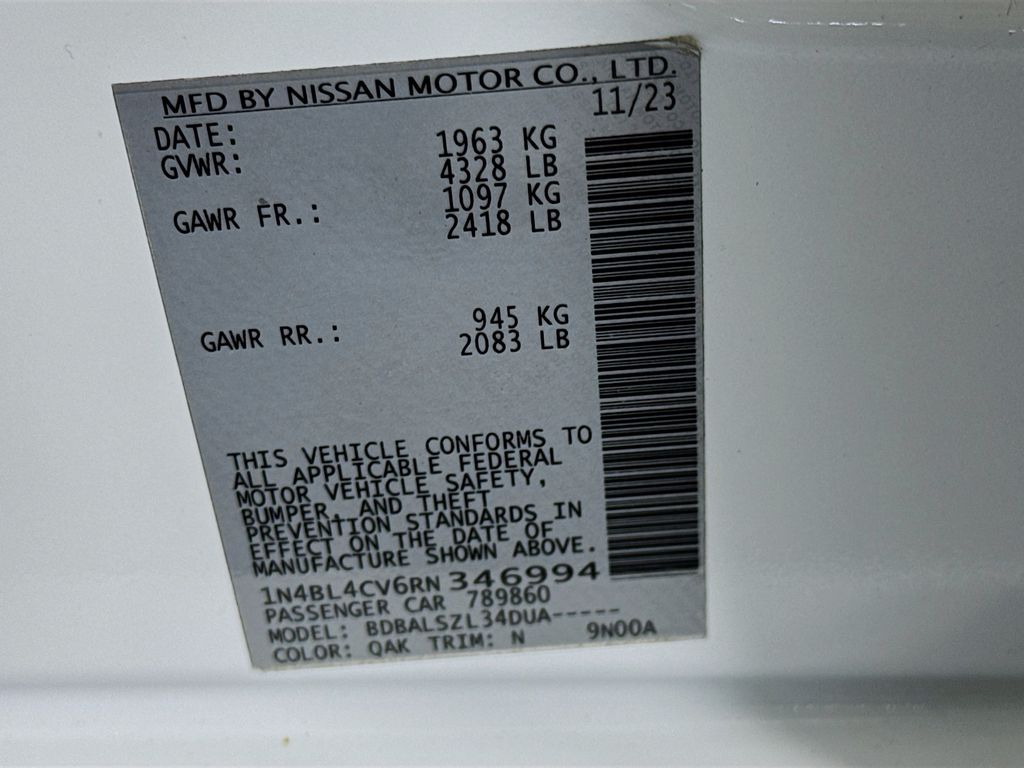 MFD BY NISSAN MOTOR CO., LTD.
DATE: 11/23
GVWR: 1963 KG
4328 LB
GAWR FR.: 1097 KG
2418 LB
GAWR RR.: 945 KG
2083 LB
THIS VEHICLE CONFORMS TO
ALL APPLICABLE FEDERAL
MOTOR VEHICLE SAFETY,
BUMPER, AND THEFT
PREVENTION STANDARDS IN
EFFECT ON THE DATE OF
MANUFACTURE SHOWN ABOVE.
1N4BL4CV6RN 346994
PASSENGER CAR 789860
MODEL: BDBALSZL34DUA-----
COLOR: QAK TRIM: N 9N00A